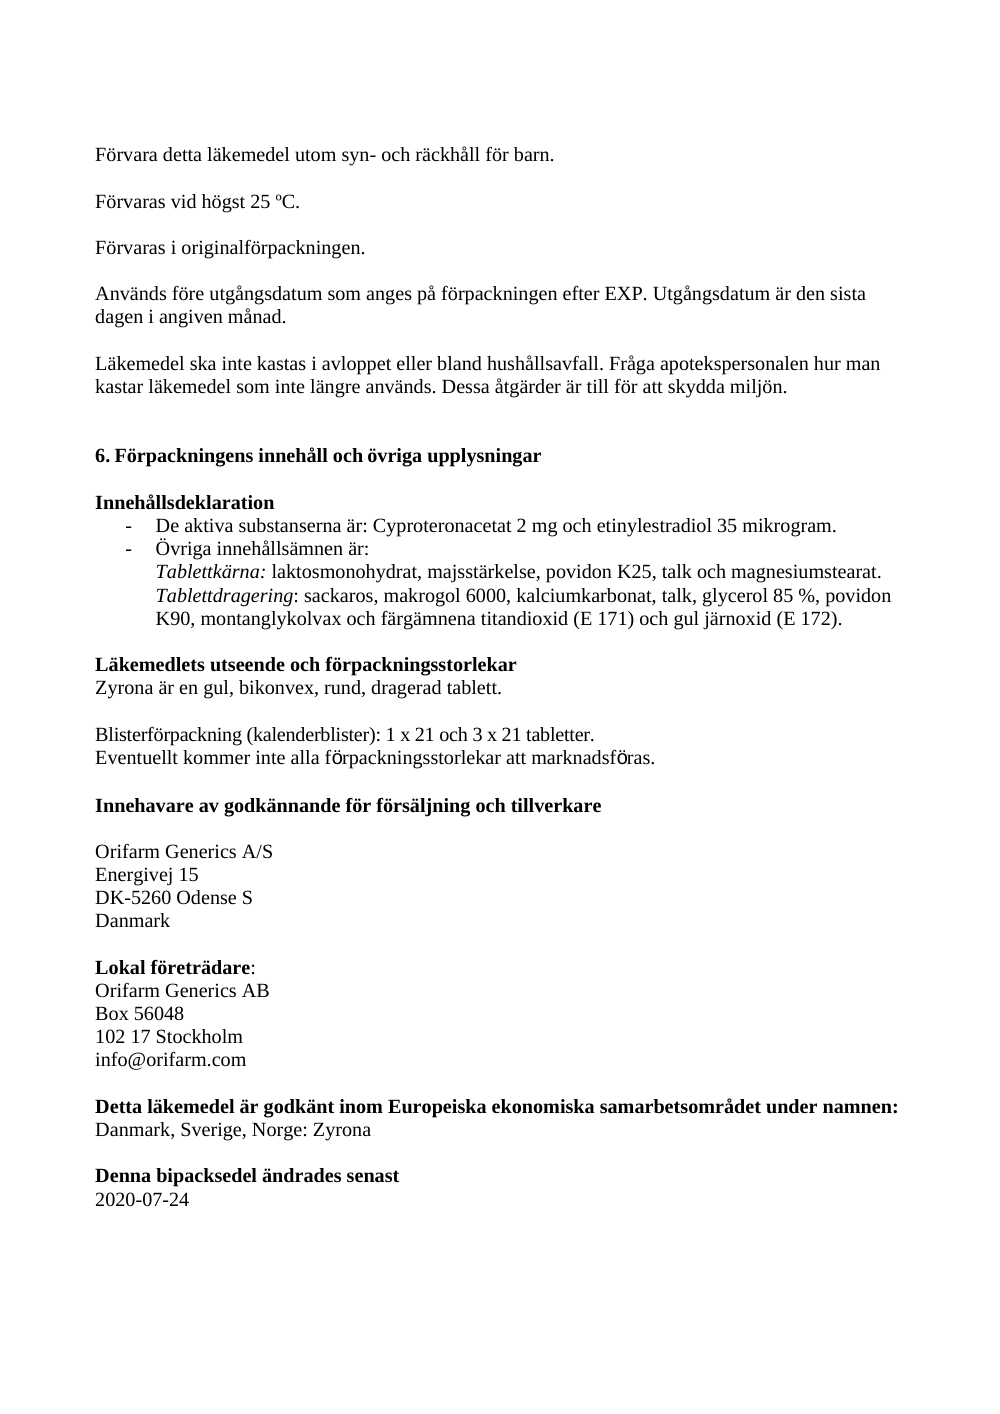 Förvara detta läkemedel utom syn- och räckhåll för barn.
Förvaras vid högst 25 ºC.
Förvaras i originalförpackningen.
Används före utgångsdatum som anges på förpackningen efter EXP. Utgångsdatum är den sista
dagen i angiven månad.
Läkemedel ska inte kastas i avloppet eller bland hushållsavfall. Fråga apotekspersonalen hur man
kastar läkemedel som inte längre används. Dessa åtgärder är till för att skydda miljön.
6. Förpackningens innehåll och övriga upplysningar
Innehållsdeklaration
- De aktiva substanserna är: Cyproteronacetat 2 mg och etinylestradiol 35 mikrogram.
- Övriga innehållsämnen är:
Tablettkärna: laktosmonohydrat, majsstärkelse, povidon K25, talk och magnesiumstearat.
Tablettdragering: sackaros, makrogol 6000, kalciumkarbonat, talk, glycerol 85 %, povidon
K90, montanglykolvax och färgämnena titandioxid (E 171) och gul järnoxid (E 172).
Läkemedlets utseende och förpackningsstorlekar
Zyrona är en gul, bikonvex, rund, dragerad tablett.
Blisterförpackning (kalenderblister): 1 x 21 och 3 x 21 tabletter.
Eventuellt kommer inte alla förpackningsstorlekar att marknadsföras.
Innehavare av godkännande för försäljning och tillverkare
Orifarm Generics A/S
Energivej 15
DK-5260 Odense S
Danmark
Lokal företrädare:
Orifarm Generics AB
Box 56048
102 17 Stockholm
info@orifarm.com
Detta läkemedel är godkänt inom Europeiska ekonomiska samarbetsområdet under namnen:
Danmark, Sverige, Norge: Zyrona
Denna bipacksedel ändrades senast
2020-07-24